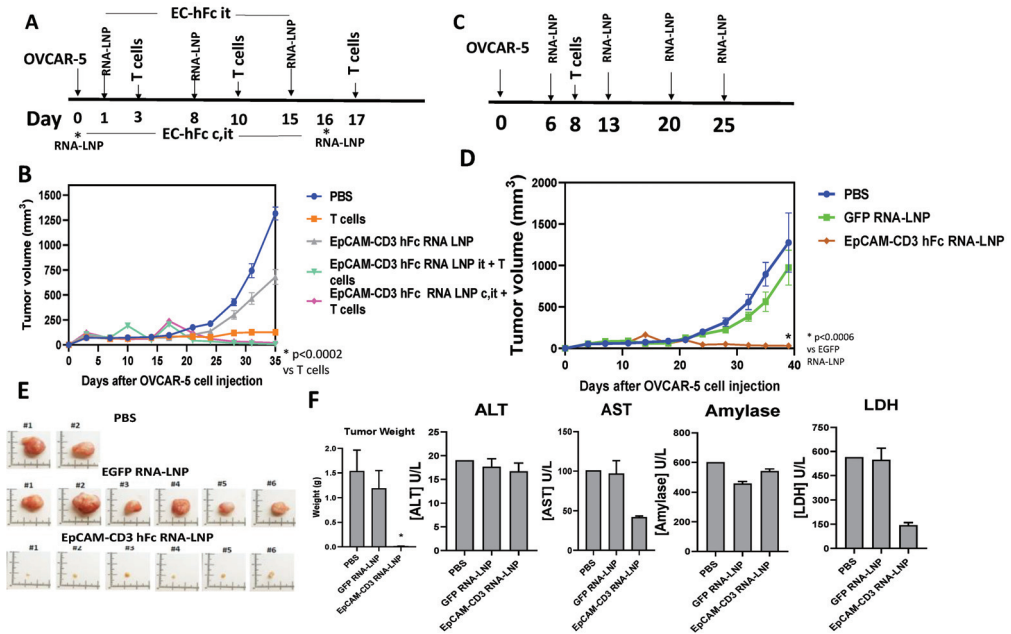 A
EC-hFc it
OVCAR-5
RNA-LNP
T cells
RNA-LNP
T cells
RNA-LNP
T cells
Day 0 1 3 8 10 15 16 17
* EC-hFc c,it *
RNA-LNP RNA-LNP
C
OVCAR-5
RNA-LNP
T cells
RNA-LNP
RNA-LNP
RNA-LNP
0 6 8 13 20 25
B
Tumor volume (mm3)
1500
1250
1000
750
500
250
0
0 5 10 15 20 25 30 35
Days after OVCAR-5 cell injection
PBS
T cells
EpCAM-CD3 hFc RNA LNP
EpCAM-CD3 hFc RNA LNP it + T
cells
EpCAM-CD3 hFc RNA LNP c,it +
T cells
* p<0.0002
vs T cells
D
Tumor volume (mm3)
2000
1500
1000
500
0
0 10 20 30 40
Days after OVCAR-5 cell injection
PBS
GFP RNA-LNP
EpCAM-CD3 hFc RNA-LNP
*
* p<0.0006
vs EGFP
RNA-LNP
E
PBS
#1 #2
EGFP RNA-LNP
#1 #2 #3 #4 #5 #6
EpCAM-CD3 hFc RNA-LNP
#1 #2 #3 #4 #5 #6
F
Tumor Weight
Weight (g)
2.0
1.5
1.0
0.5
0.0
*
PBS
GFP RNA-LNP
EpCAM-CD3 RNA-LNP
ALT
[ALT] U/L
25
20
15
10
5
0
PBS
GFP RNA-LNP
EpCAM-CD3 RNA-LNP
AST
[AST] U/L
150
100
50
0
PBS
GFP RNA-LNP
EpCAM-CD3 RNA-LNP
Amylase
[Amylase] U/L
800
600
400
200
0
PBS
GFP RNA-LNP
EpCAM-CD3 RNA-LNP
LDH
[LDH] U/L
750
600
450
300
150
0
PBS
GFP RNA-LNP
EpCAM-CD3 RNA-LNP